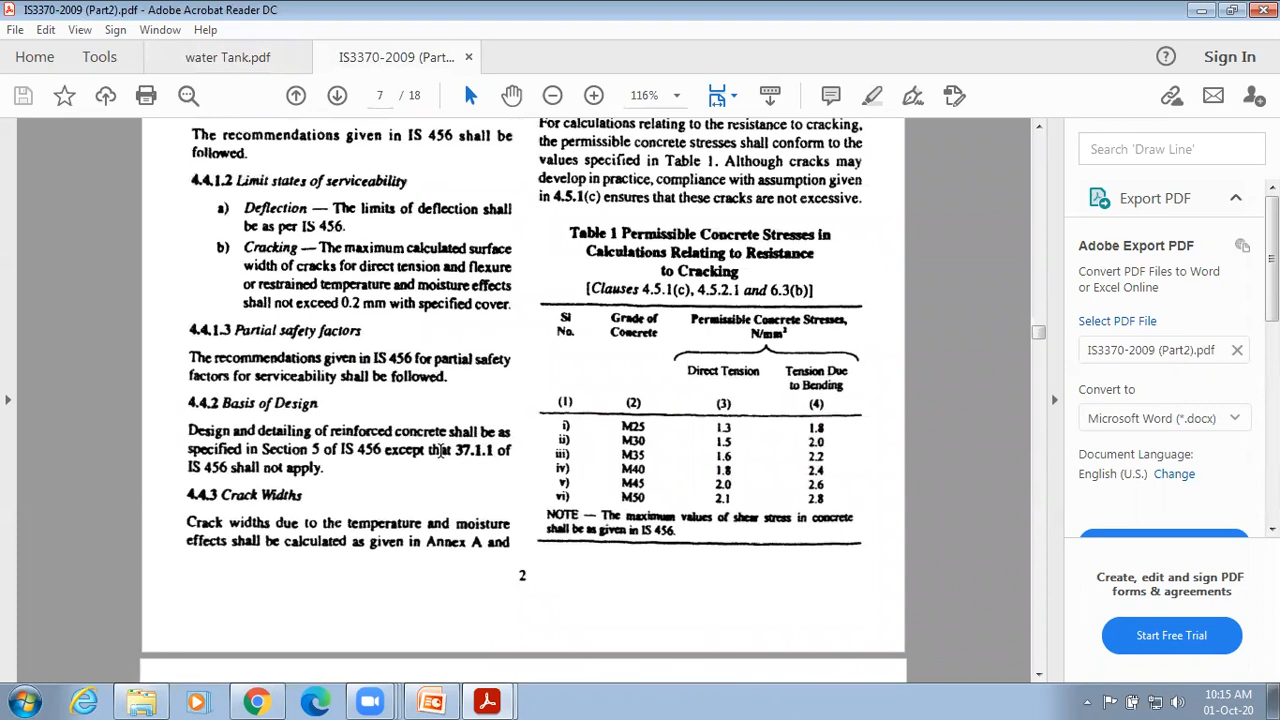 IS3370-2009 (Part2).pdf - Adobe Acrobat Reader DC
File Edit View Sign Window Help
Home Tools water Tank.pdf IS3370-2009 (Part... × Sign In
7 / 18 116%
The recommendations given in IS 456 shall be
followed.
4.4.1.2 Limit states of serviceability
a) Deflection — The limits of deflection shall
be as per IS 456.
b) Cracking — The maximum calculated surface
width of cracks for direct tension and flexure
or restrained temperature and moisture effects
shall not exceed 0.2 mm with specified cover.
4.4.1.3 Partial safety factors
The recommendations given in IS 456 for partial safety
factors for serviceability shall be followed.
4.4.2 Basis of Design
Design and detailing of reinforced concrete shall be as
specified in Section 5 of IS 456 except that 37.1.1 of
IS 456 shall not apply.
4.4.3 Crack Widths
Crack widths due to the temperature and moisture
effects shall be calculated as given in Annex A and
For calculations relating to the resistance to cracking,
the permissible concrete stresses shall conform to the
values specified in Table 1. Although cracks may
develop in practice, compliance with assumption given
in 4.5.1(c) ensures that these cracks are not excessive.
Table 1 Permissible Concrete Stresses in
Calculations Relating to Resistance
to Cracking
[Clauses 4.5.1(c), 4.5.2.1 and 6.3(b)]
Sl No. Grade of Concrete Permissible Concrete Stresses, N/mm²
Direct Tension Tension Due to Bending
(1) (2) (3) (4)
i) M25 1.3 1.8
ii) M30 1.5 2.0
iii) M35 1.6 2.2
iv) M40 1.8 2.4
v) M45 2.0 2.6
vi) M50 2.1 2.8
NOTE — The maximum values of shear stress in concrete
shall be as given in IS 456.
2
Search 'Draw Line'
Export PDF
Adobe Export PDF
Convert PDF Files to Word
or Excel Online
Select PDF File
IS3370-2009 (Part2).pdf
Convert to
Microsoft Word (*.docx)
Document Language:
English (U.S.) Change
Create, edit and sign PDF
forms & agreements
Start Free Trial
10:15 AM
01-Oct-20